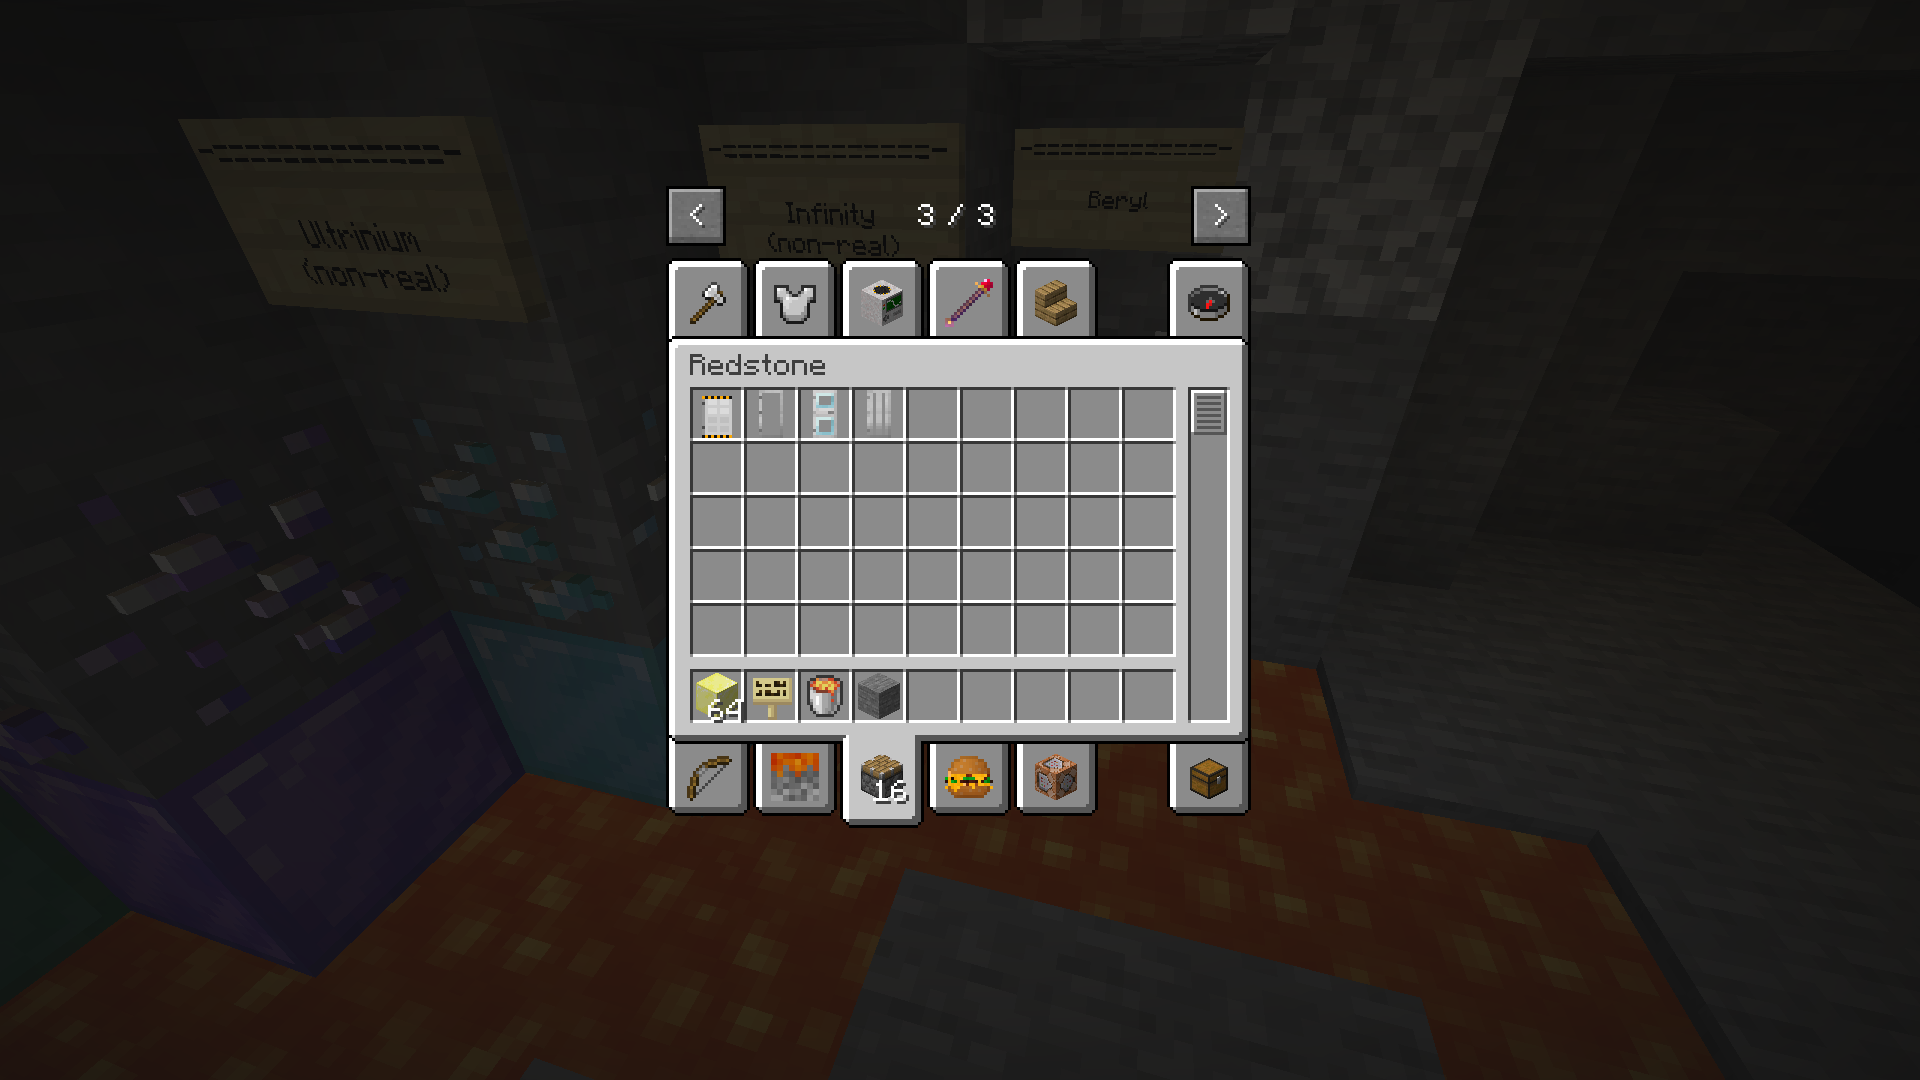 Ultrinium
(non-real)
Infinity
(non-real)
3 / 3
Beryl
Redstone
64
16